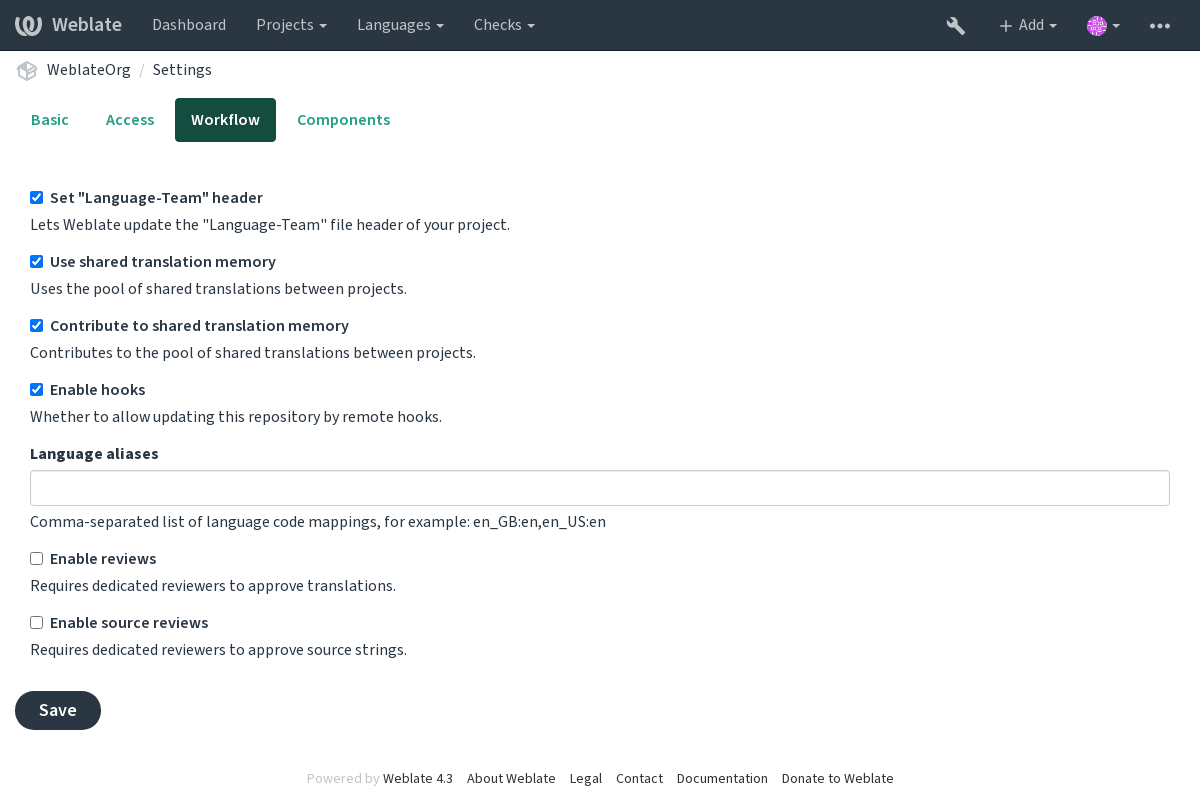 Weblate Dashboard Projects Languages Checks Add
WeblateOrg / Settings
Basic Access Workflow Components
Set "Language-Team" header
Lets Weblate update the "Language-Team" file header of your project.
Use shared translation memory
Uses the pool of shared translations between projects.
Contribute to shared translation memory
Contributes to the pool of shared translations between projects.
Enable hooks
Whether to allow updating this repository by remote hooks.
Language aliases
Comma-separated list of language code mappings, for example: en_GB:en,en_US:en
Enable reviews
Requires dedicated reviewers to approve translations.
Enable source reviews
Requires dedicated reviewers to approve source strings.
Save
Powered by Weblate 4.3 About Weblate Legal Contact Documentation Donate to Weblate